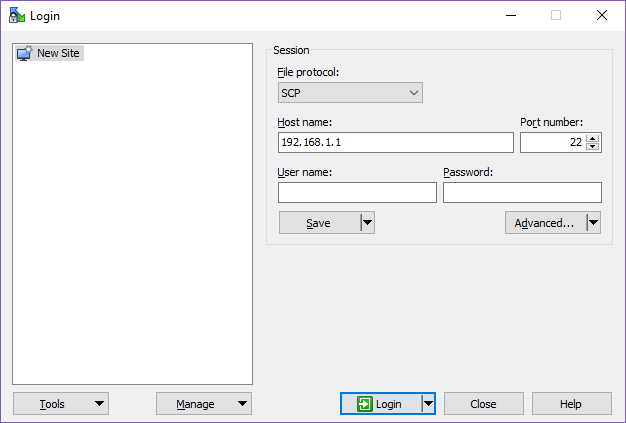 Login
New Site
Session
File protocol:
SCP
Host name:
Port number:
192.168.1.1
22
User name:
Password:
Save
Advanced...
Tools
Manage
Login
Close
Help